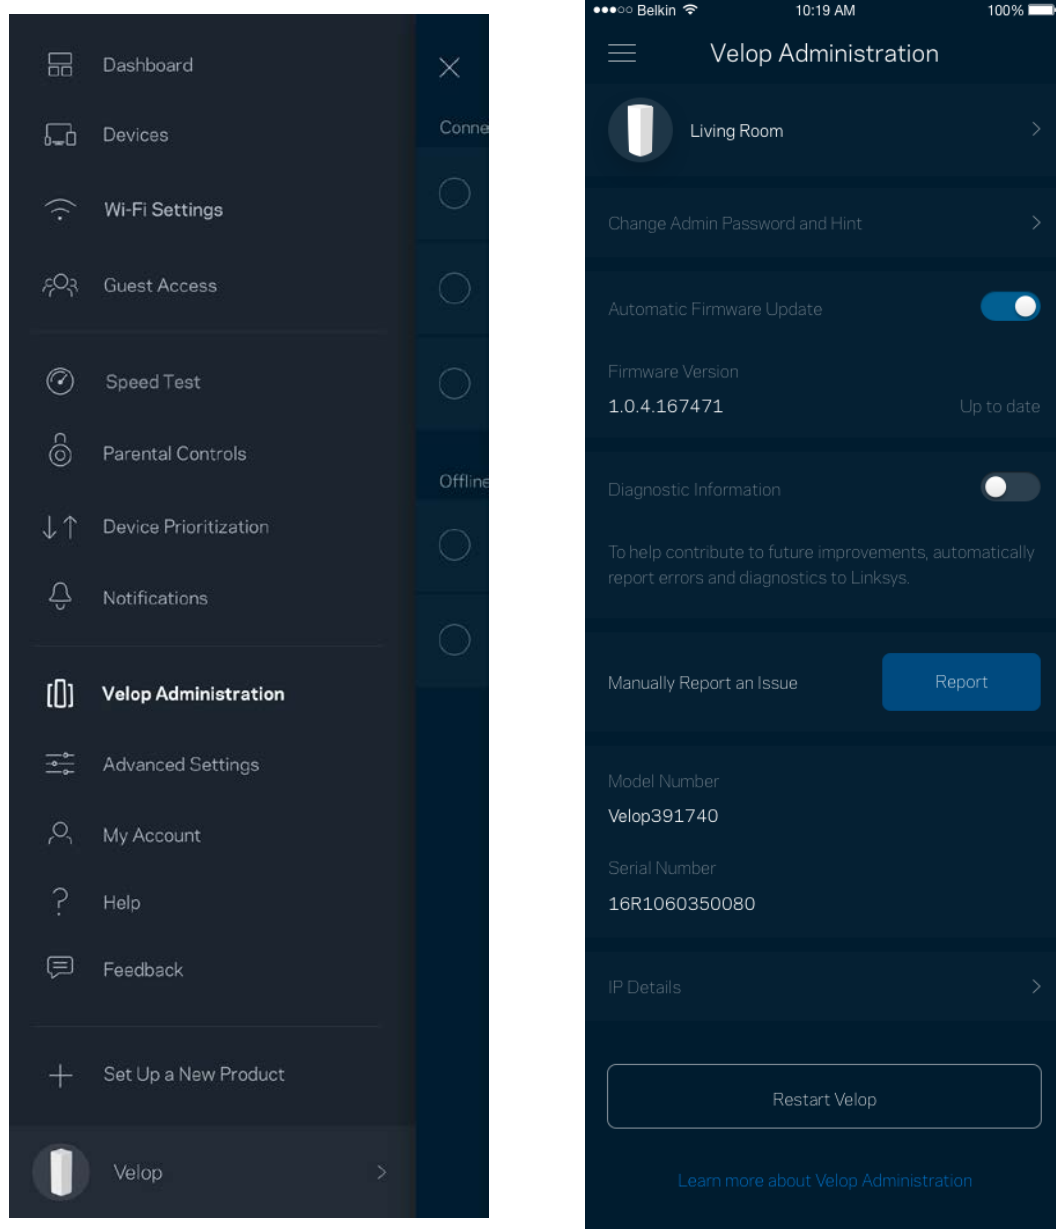 Dashboard
Devices
Wi-Fi Settings
Guest Access
Speed Test
Parental Controls
Device Prioritization
Notifications
Velop Administration
Advanced Settings
My Account
Help
Feedback
Set Up a New Product
Velop
Conne
Offline
Belkin 10:19 AM 100%
Velop Administration
Living Room
Change Admin Password and Hint
Automatic Firmware Update
Firmware Version
1.0.4.167471 Up to date
Diagnostic Information
To help contribute to future improvements, automatically
report errors and diagnostics to Linksys.
Manually Report an Issue Report
Model Number
Velop391740
Serial Number
16R1060350080
IP Details
Restart Velop
Learn more about Velop Administration